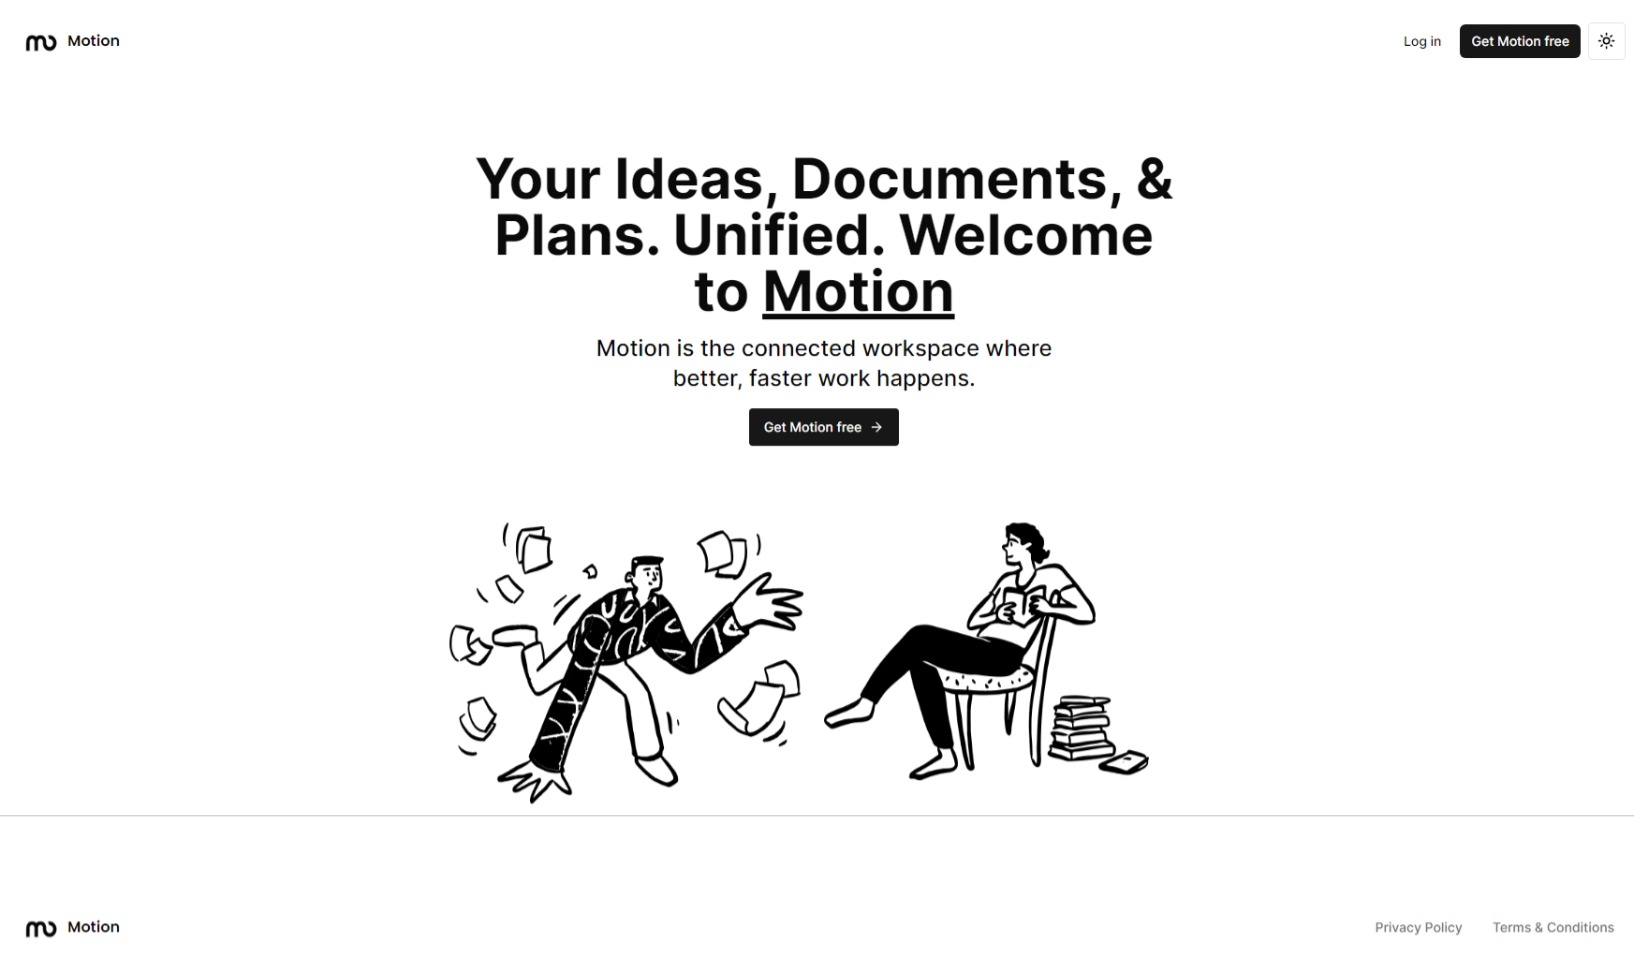 Motion
Log in
Get Motion free
Your Ideas, Documents, &
Plans. Unified. Welcome
to Motion
Motion is the connected workspace where
better, faster work happens.
Get Motion free →
Motion
Privacy Policy
Terms & Conditions